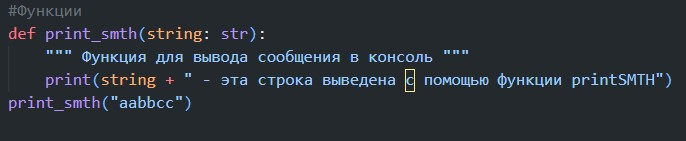 #Функции
def print_smth(string: str):
    """ Функция для вывода сообщения в консоль """
    print(string + " - эта строка выведена с помощью функции printSMTH")
print_smth("aabbcc")